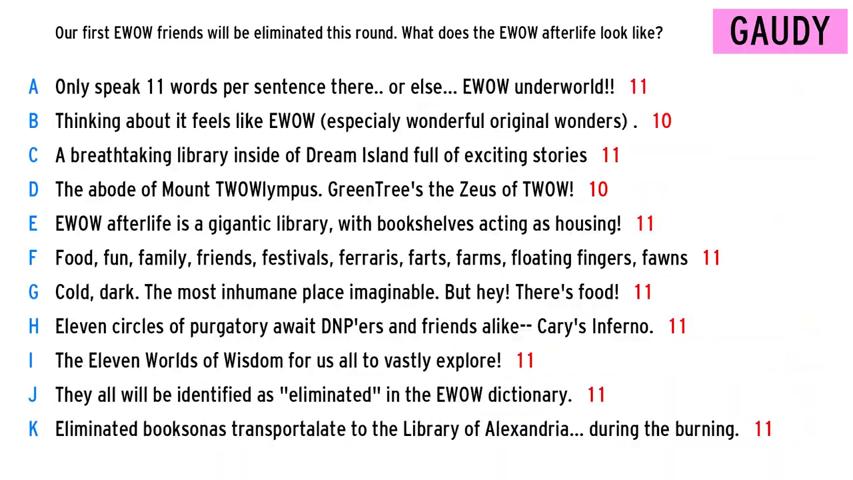 Our first EWOW friends will be eliminated this round. What does the EWOW afterlife look like?
GAUDY
A Only speak 11 words per sentence there.. or else... EWOW underworld!! 11
B Thinking about it feels like EWOW (especialy wonderful original wonders) . 10
C A breathtaking library inside of Dream Island full of exciting stories 11
D The abode of Mount TWOWlympus. GreenTree's the Zeus of TWOW! 10
E EWOW afterlife is a gigantic library, with bookshelves acting as housing! 11
F Food, fun, family, friends, festivals, ferraris, farts, farms, floating fingers, fawns 11
G Cold, dark. The most inhumane place imaginable. But hey! There's food! 11
H Eleven circles of purgatory await DNP'ers and friends alike-- Cary's Inferno. 11
I The Eleven Worlds of Wisdom for us all to vastly explore! 11
J They all will be identified as "eliminated" in the EWOW dictionary. 11
K Eliminated booksonas transportalate to the Library of Alexandria... during the burning. 11